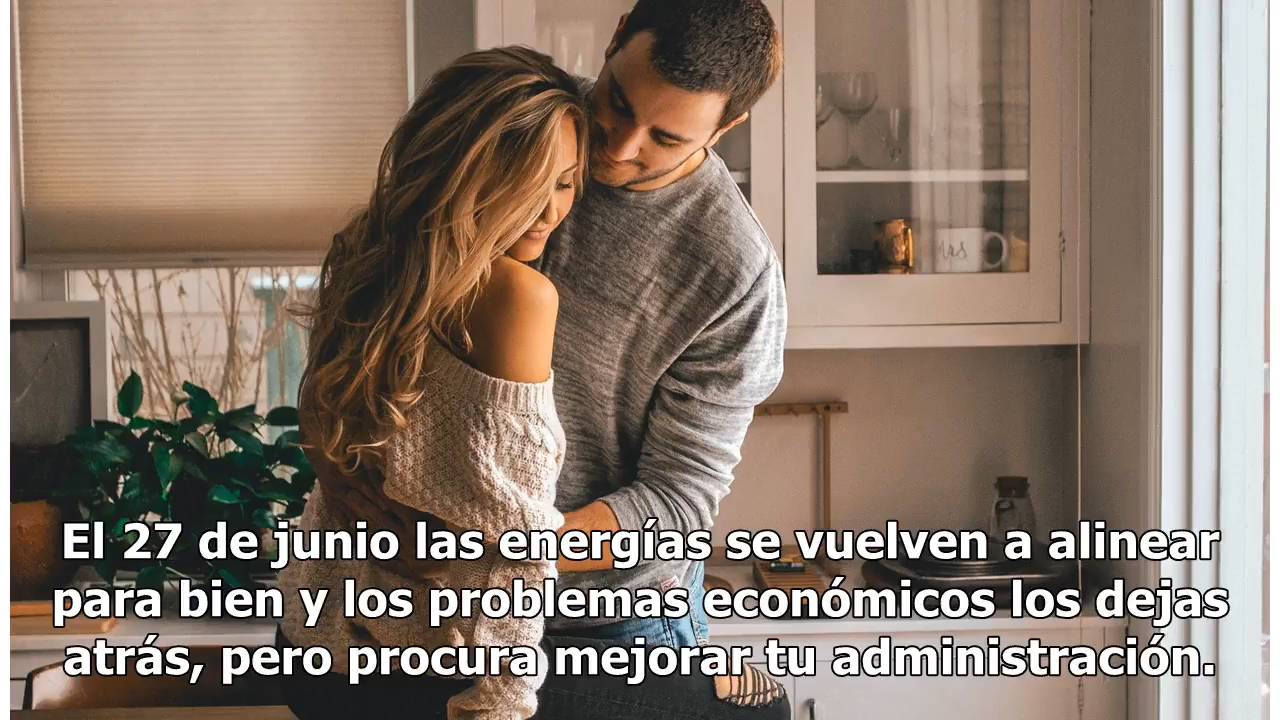 Mrs
El 27 de junio las energías se vuelven a alinear
para bien y los problemas económicos los dejas
atrás, pero procura mejorar tu administración.